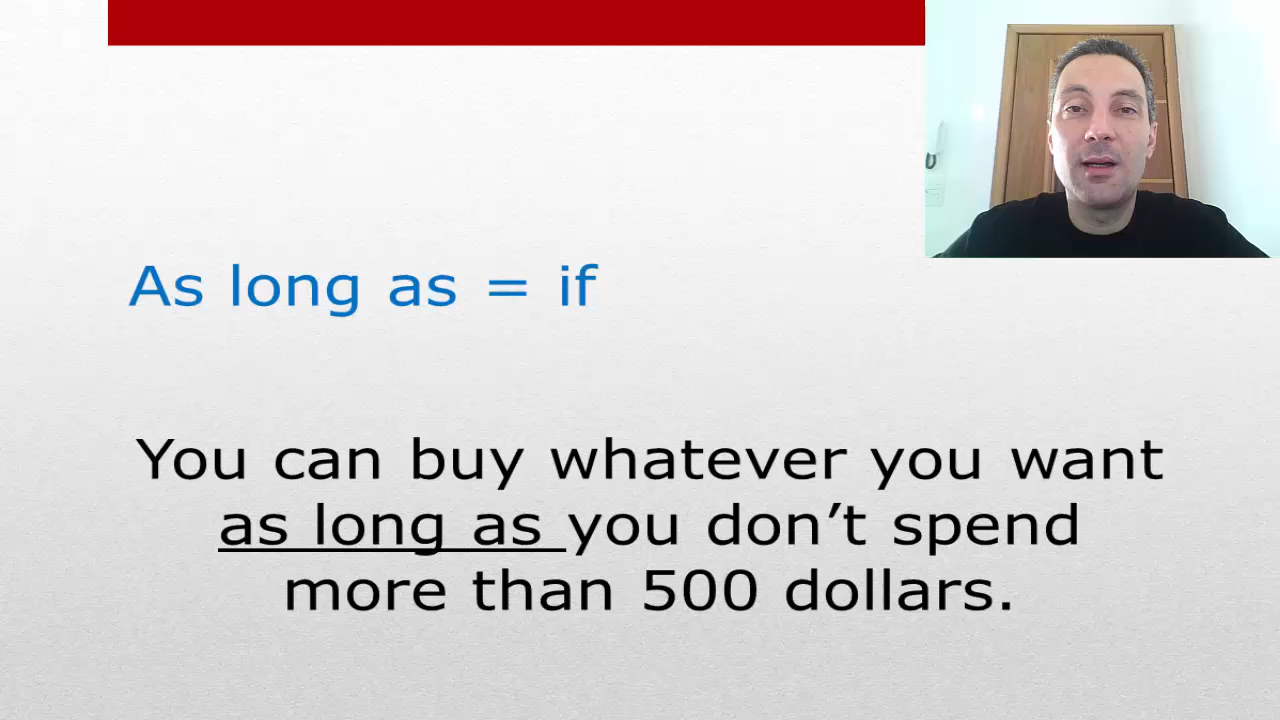 As long as = if
You can buy whatever you want
as long as you don’t spend
more than 500 dollars.